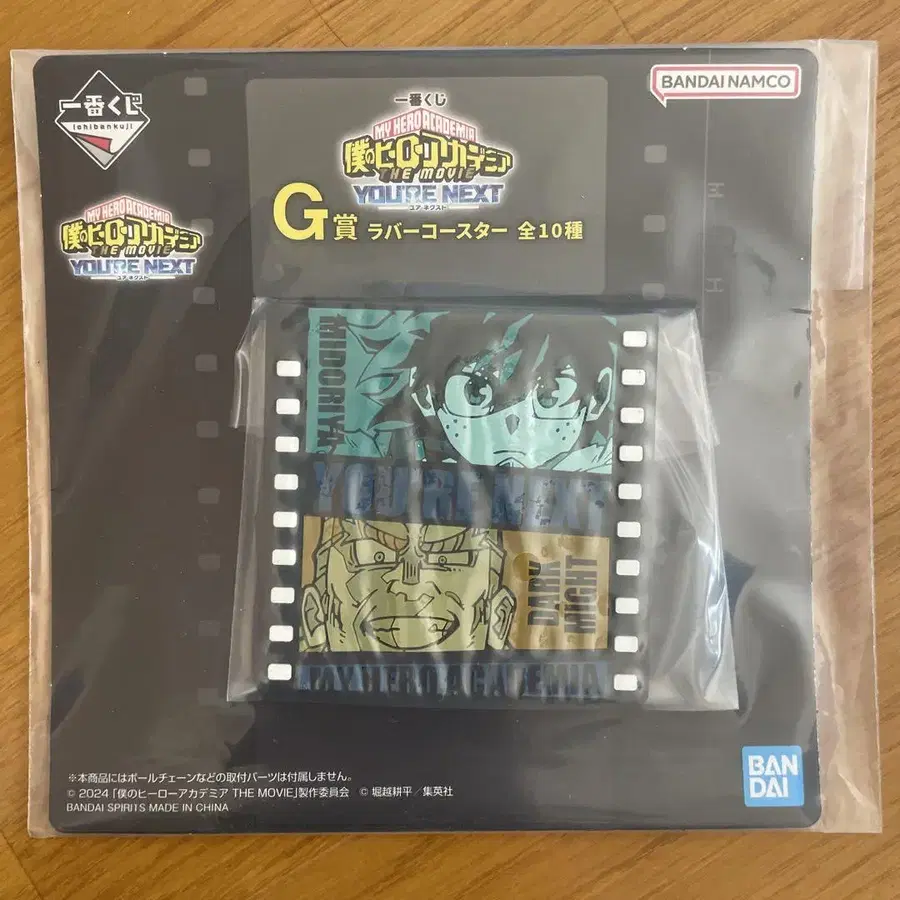 一番くじ
Ichibankuji
MY HERO ACADEMIA
僕のヒーローアカデミア
THE MOVIE
YOU'RE NEXT
ユア ネクスト
一番くじ
MY HERO ACADEMIA
僕のヒーローアカデミア
THE MOVIE
YOU'RE NEXT
ユア ネクスト
G賞 ラバーコースター 全10種
BANDAI NAMCO
MIDORIYA
YOU'RE NEXT
DARK
MIGHT
MY HERO ACADEMIA
※本商品にはボールチェーンなどの取付パーツは付属しません。
© 2024「僕のヒーローアカデミア THE MOVIE」製作委員会 © 堀越耕平／集英社
BANDAI SPIRITS MADE IN CHINA
BAN
DAI